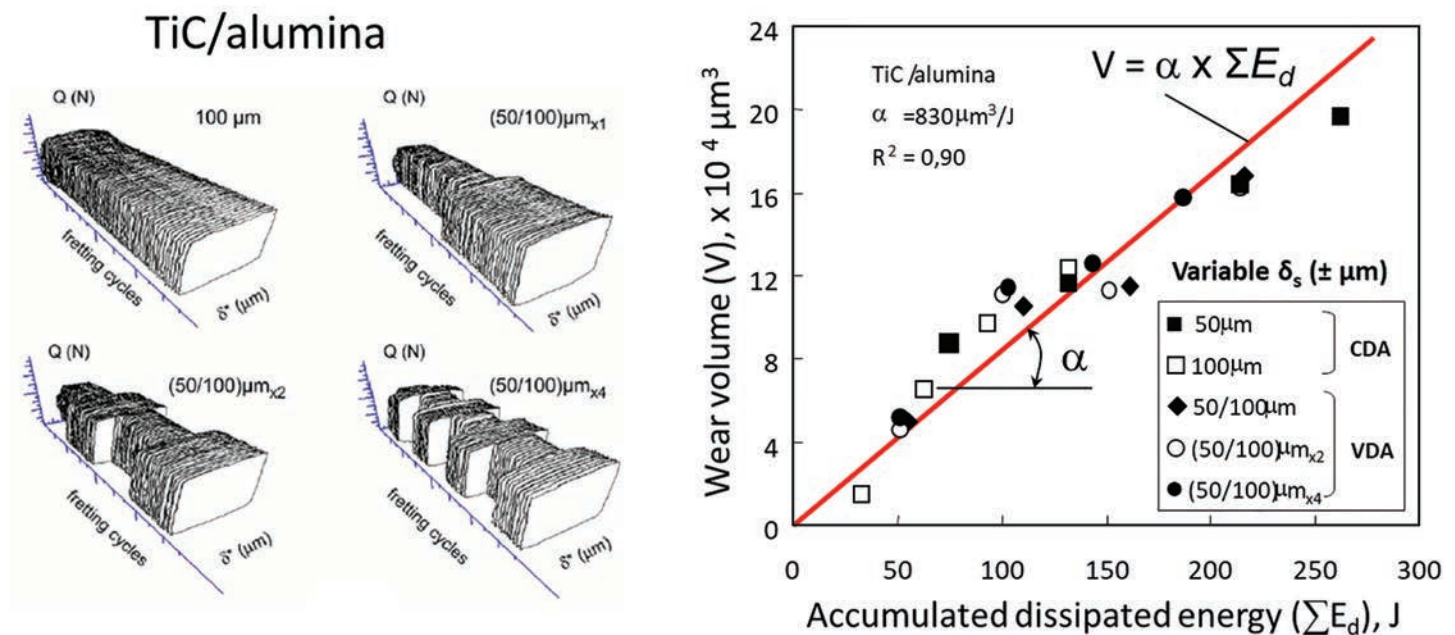 TiC/alumina
Q (N)
100 µm
fretting cycles
δ* (µm)
Q (N)
(50/100)µmx1
fretting cycles
δ* (µm)
Q (N)
(50/100)µmx2
fretting cycles
δ* (µm)
Q (N)
(50/100)µmx4
fretting cycles
δ* (µm)
Wear volume (V), x 10 4 µm3
24
20
16
12
8
4
0
TiC/alumina
α =830µm3/J
R2 = 0,90
V = α x ΣEd
α
Variable δs (± µm)
50µm
100µm
CDA
50/100µm
(50/100)µmx2
(50/100)µmx4
VDA
0 50 100 150 200 250 300
Accumulated dissipated energy (∑Ed), J